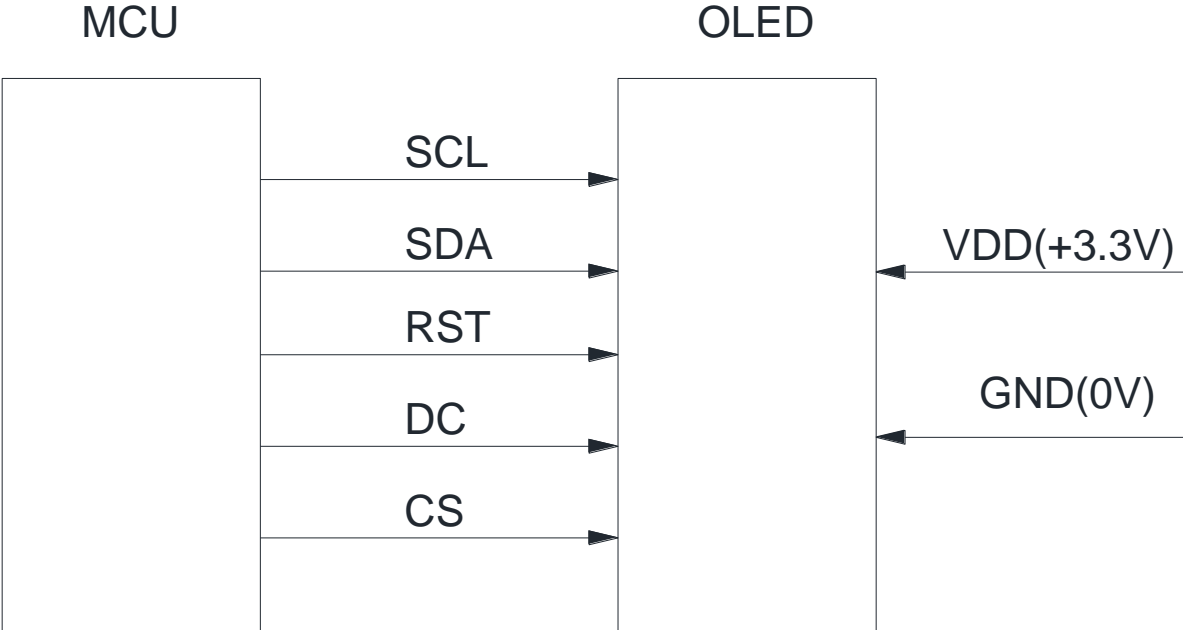 MCU
OLED
SCL
SDA
VDD(+3.3V)
RST
GND(0V)
DC
CS